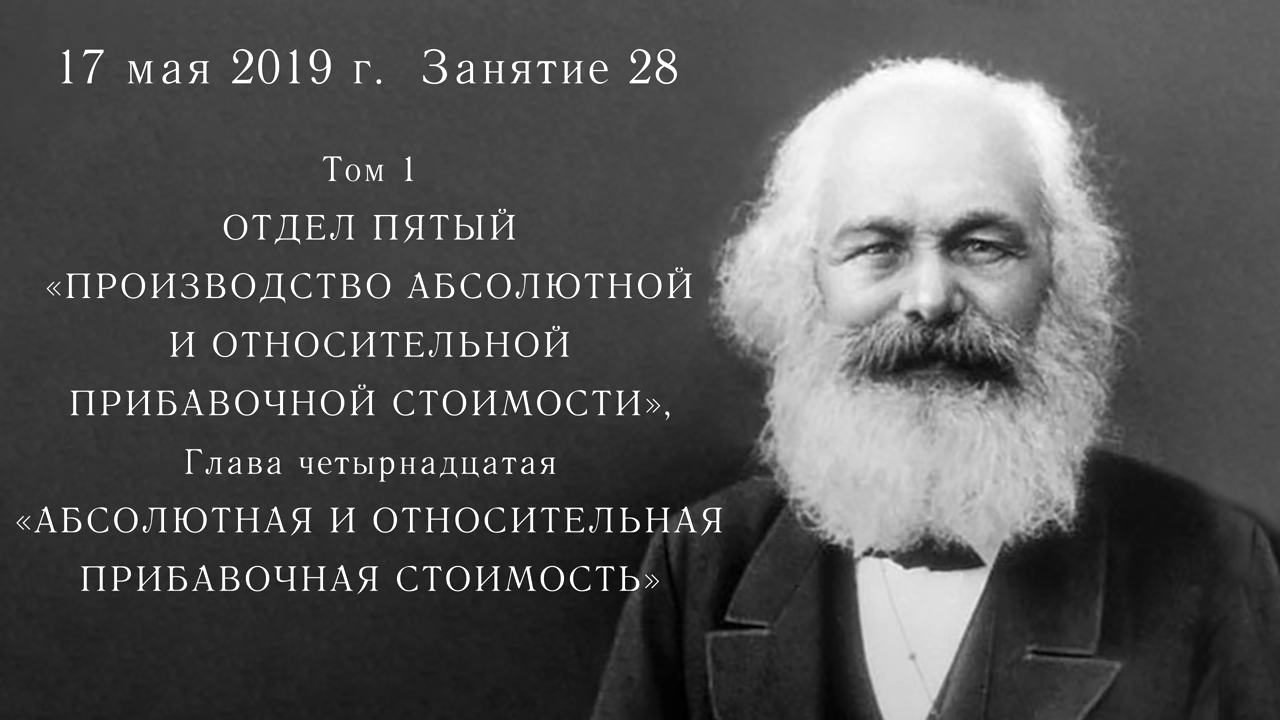 17 мая 2019 г. Занятие 28
Том 1
ОТДЕЛ ПЯТЫЙ
«ПРОИЗВОДСТВО АБСОЛЮТНОЙ
И ОТНОСИТЕЛЬНОЙ
ПРИБАВОЧНОЙ СТОИМОСТИ»,
Глава четырнадцатая
«АБСОЛЮТНАЯ И ОТНОСИТЕЛЬНАЯ
ПРИБАВОЧНАЯ СТОИМОСТЬ»